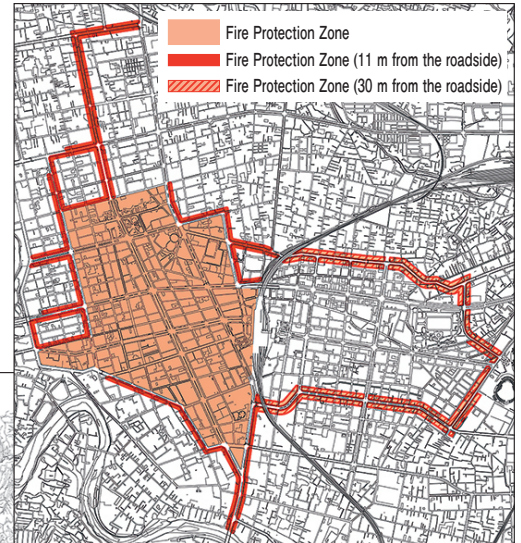 Fire Protection Zone
Fire Protection Zone (11 m from the roadside)
Fire Protection Zone (30 m from the roadside)